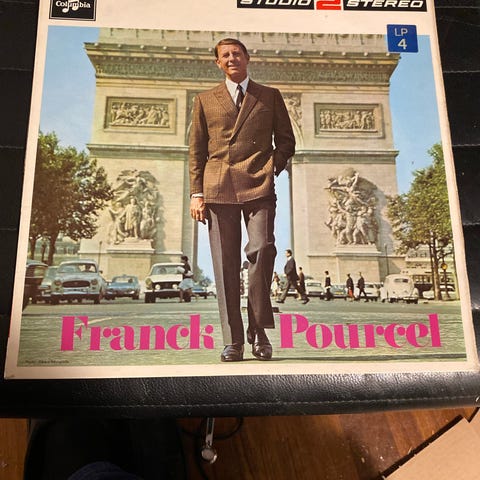 Columbia
STUDIO 2 STEREO
LP
4
Franck Pourcel